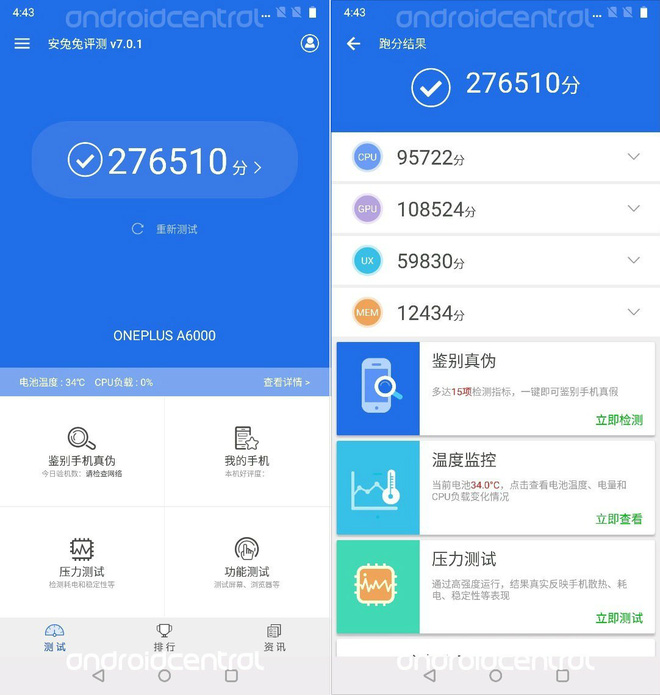 4:43
androidcentral
安兔兔评测 v7.0.1
276510 分 >
重新测试
ONEPLUS A6000
电池温度 : 34℃ CPU负载 : 0%
查看详情 >
鉴别手机真伪
今日验机数：请检查网络
我的手机
本机好评度：
压力测试
检测耗电和稳定性等
功能测试
测试屏幕、浏览器等
测试
排行
资讯
androidcentral
4:43
androidcentral
跑分结果
276510分
CPU 95722分
GPU 108524分
UX 59830分
MEM 12434分
鉴别真伪
多达15项检测指标，一键即可鉴别手机真假
立即检测
温度监控
当前电池34.0°C，点击查看电池温度、电量和
CPU负载变化情况
立即查看
压力测试
通过高强度运行，结果真实反映手机散热、耗
电、稳定性等表现
立即测试
androidcentral